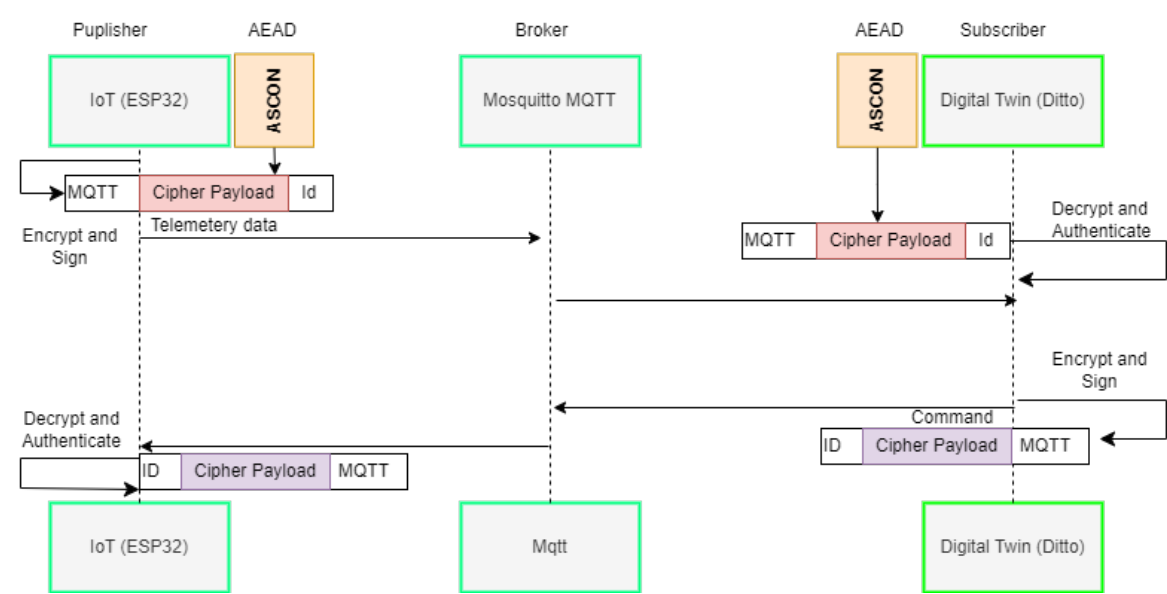 Puplisher
AEAD
Broker
AEAD
Subscriber
IoT (ESP32)
ASCON
Mosquitto MQTT
ASCON
Digital Twin (Ditto)
MQTT
Cipher Payload
Id
Encrypt and
Sign
Telemetery data
MQTT
Cipher Payload
Id
Decrypt and
Authenticate
Encrypt and
Sign
Command
ID
Cipher Payload
MQTT
Decrypt and
Authenticate
ID
Cipher Payload
MQTT
IoT (ESP32)
Mqtt
Digital Twin (Ditto)